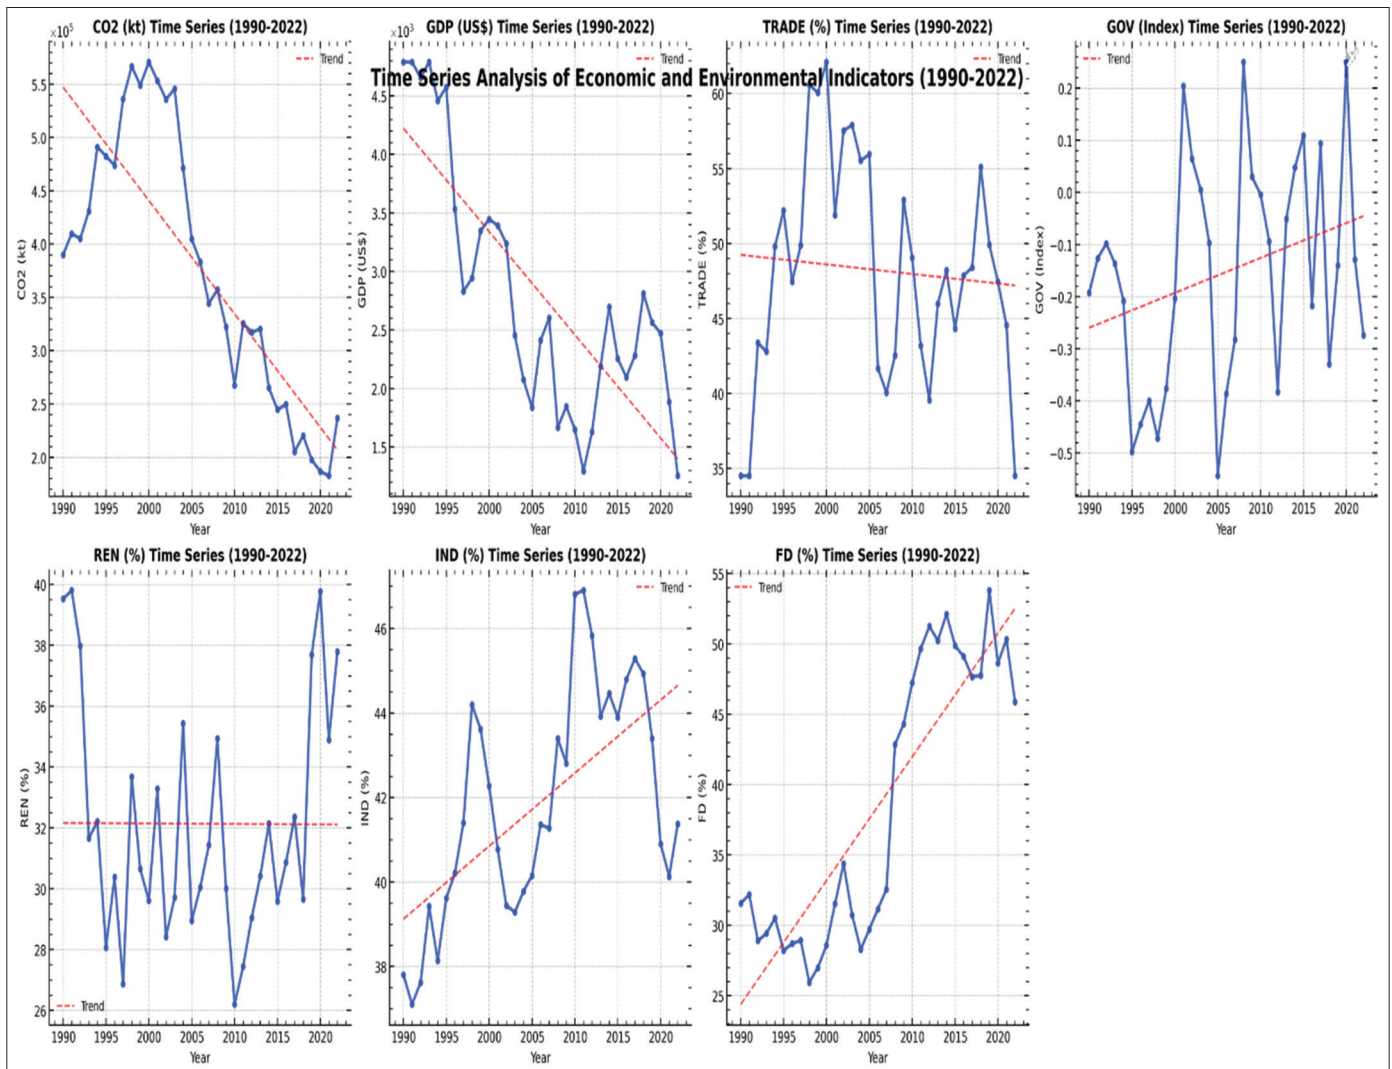 CO2 (kt) Time Series (1990-2022)
×10⁵
Trend
5.5
5.0
4.5
4.0
3.5
3.0
2.5
2.0
CO2 (kt)
1990 1995 2000 2005 2010 2015 2020
Year
GDP (US$) Time Series (1990-2022)
×10³
Trend
4.5
4.0
3.5
3.0
2.5
2.0
1.5
GDP (US$)
1990 1995 2000 2005 2010 2015 2020
Year
Time Series Analysis of Economic and Environmental Indicators (1990-2022)
TRADE (%) Time Series (1990-2022)
Trend
60
55
50
45
40
35
TRADE (%)
1990 1995 2000 2005 2010 2015 2020
Year
GOV (Index) Time Series (1990-2022)
Trend
0.2
0.1
0.0
−0.1
−0.2
−0.3
−0.4
−0.5
GOV (Index)
1990 1995 2000 2005 2010 2015 2020
Year
REN (%) Time Series (1990-2022)
40
38
36
34
32
30
28
26
REN (%)
Trend
1990 1995 2000 2005 2010 2015 2020
Year
IND (%) Time Series (1990-2022)
Trend
46
44
42
40
38
IND (%)
1990 1995 2000 2005 2010 2015 2020
Year
FD (%) Time Series (1990-2022)
Trend
55
50
45
40
35
30
25
FD (%)
1990 1995 2000 2005 2010 2015 2020
Year